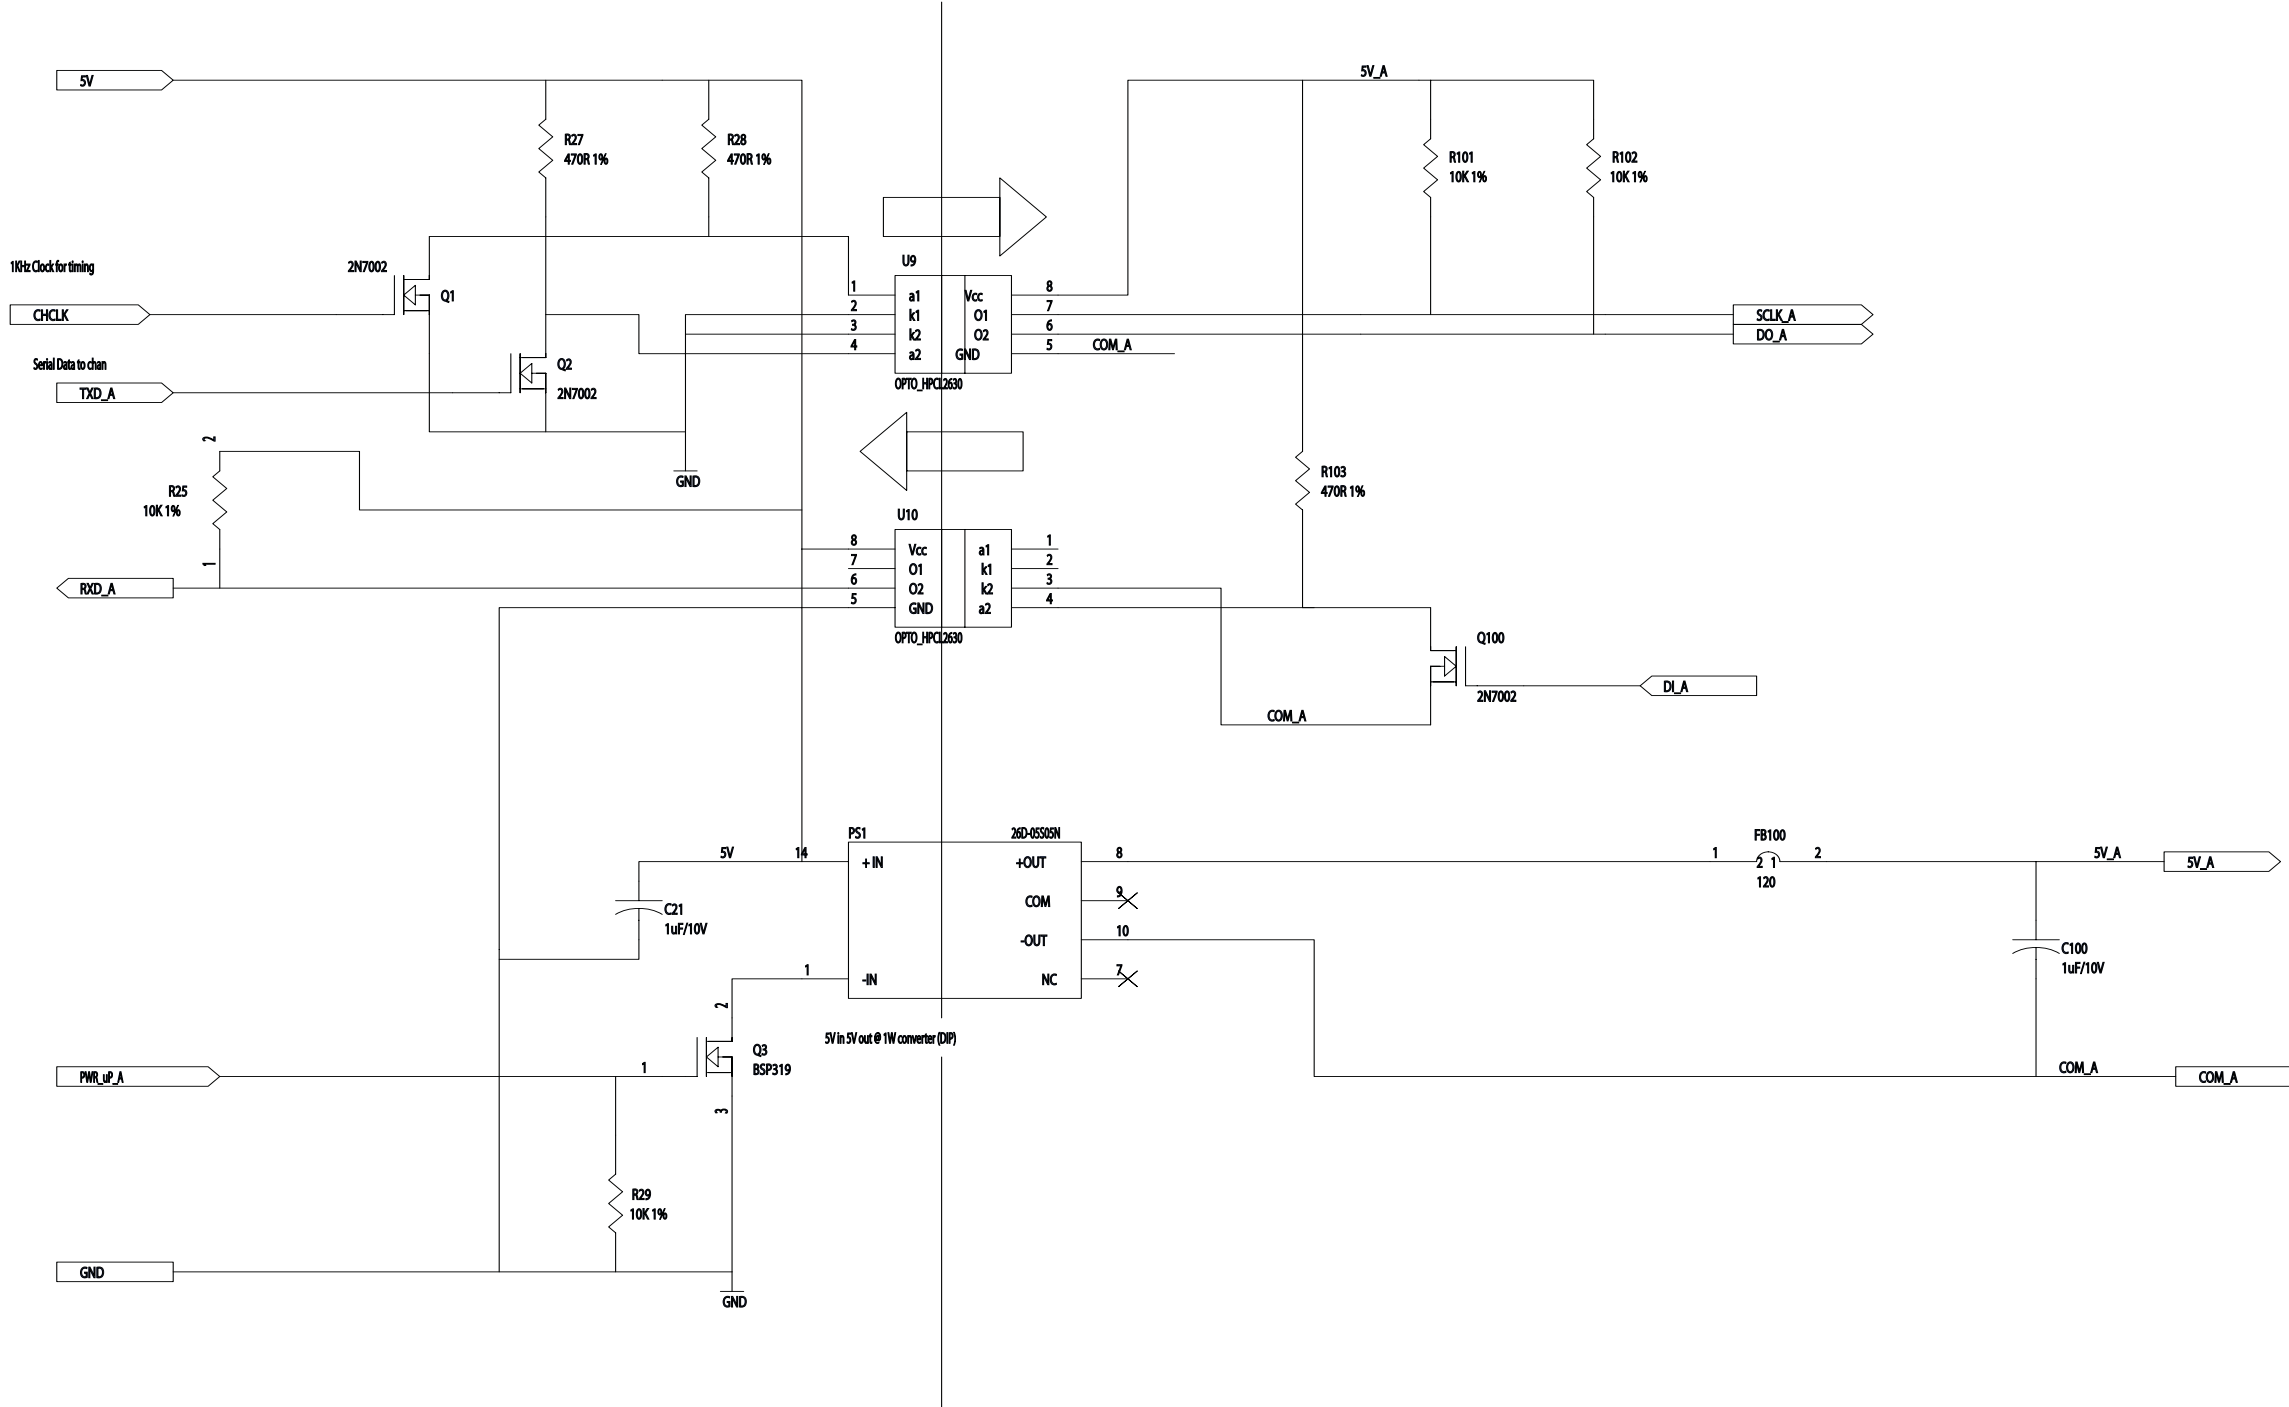 5V_A
5V
R27
470R 1%
R28
470R 1%
R101
10K 1%
R102
10K 1%
1KHz Clock for timing
2N7002
Q1
CHCLK
U9
1
2
3
4
a1
k1
k2
a2
Vcc
O1
O2
GND
8
7
6
5
COM_A
OPTO_HPCL2630
SCLK_A
DO_A
Serial Data to chan
TXD_A
Q2
2N7002
GND
2
R25
10K 1%
1
RXD_A
R103
470R 1%
U10
8
7
6
5
Vcc
O1
O2
GND
a1
k1
k2
a2
1
2
3
4
OPTO_HPCL2630
Q100
2N7002
DI_A
COM_A
PS1
26D-05S05N
5V
14
+ IN
1
-IN
+OUT
COM
-OUT
NC
8
9
10
7
C21
1uF/10V
5V in 5V out @ 1W converter (DIP)
FB100
1
2 1
2
120
5V_A
5V_A
C100
1uF/10V
COM_A
COM_A
PWR_uP_A
1
2
Q3
BSP319
3
R29
10K 1%
GND
GND